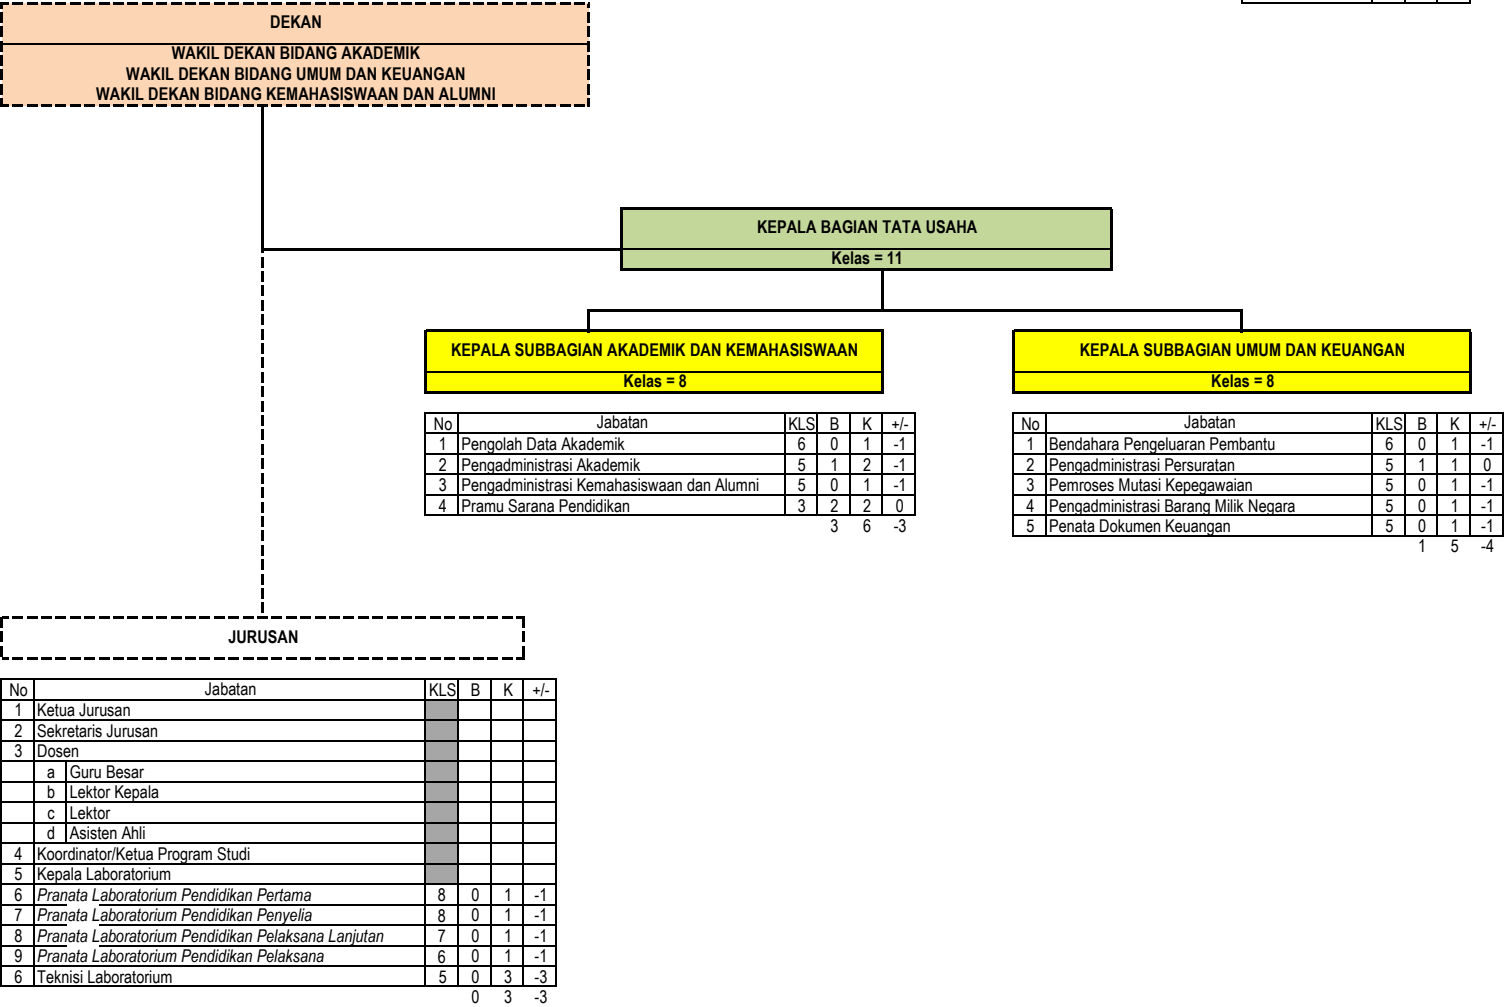 DEKAN
WAKIL DEKAN BIDANG AKADEMIK
WAKIL DEKAN BIDANG UMUM DAN KEUANGAN
WAKIL DEKAN BIDANG KEMAHASISWAAN DAN ALUMNI
KEPALA BAGIAN TATA USAHA
Kelas = 11
KEPALA SUBBAGIAN AKADEMIK DAN KEMAHASISWAAN
Kelas = 8
No Jabatan KLS B K +/-
1 Pengolah Data Akademik 6 0 1 -1
2 Pengadministrasi Akademik 5 1 2 -1
3 Pengadministrasi Kemahasiswaan dan Alumni 5 0 1 -1
4 Pramu Sarana Pendidikan 3 2 2 0
3 6 -3
KEPALA SUBBAGIAN UMUM DAN KEUANGAN
Kelas = 8
No Jabatan KLS B K +/-
1 Bendahara Pengeluaran Pembantu 6 0 1 -1
2 Pengadministrasi Persuratan 5 1 1 0
3 Pemroses Mutasi Kepegawaian 5 0 1 -1
4 Pengadministrasi Barang Milik Negara 5 0 1 -1
5 Penata Dokumen Keuangan 5 0 1 -1
1 5 -4
JURUSAN
No Jabatan KLS B K +/-
1 Ketua Jurusan
2 Sekretaris Jurusan
3 Dosen
a Guru Besar
b Lektor Kepala
c Lektor
d Asisten Ahli
4 Koordinator/Ketua Program Studi
5 Kepala Laboratorium
6 Pranata Laboratorium Pendidikan Pertama 8 0 1 -1
7 Pranata Laboratorium Pendidikan Penyelia 8 0 1 -1
8 Pranata Laboratorium Pendidikan Pelaksana Lanjutan 7 0 1 -1
9 Pranata Laboratorium Pendidikan Pelaksana 6 0 1 -1
6 Teknisi Laboratorium 5 0 3 -3
0 3 -3